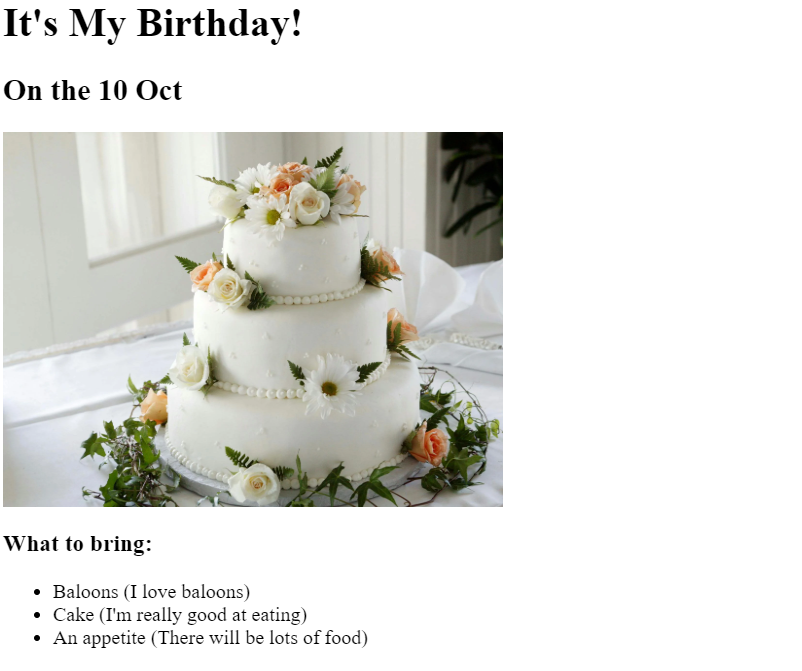 It's My Birthday!
On the 10 Oct
What to bring:
Baloons (I love baloons)
Cake (I'm really good at eating)
An appetite (There will be lots of food)